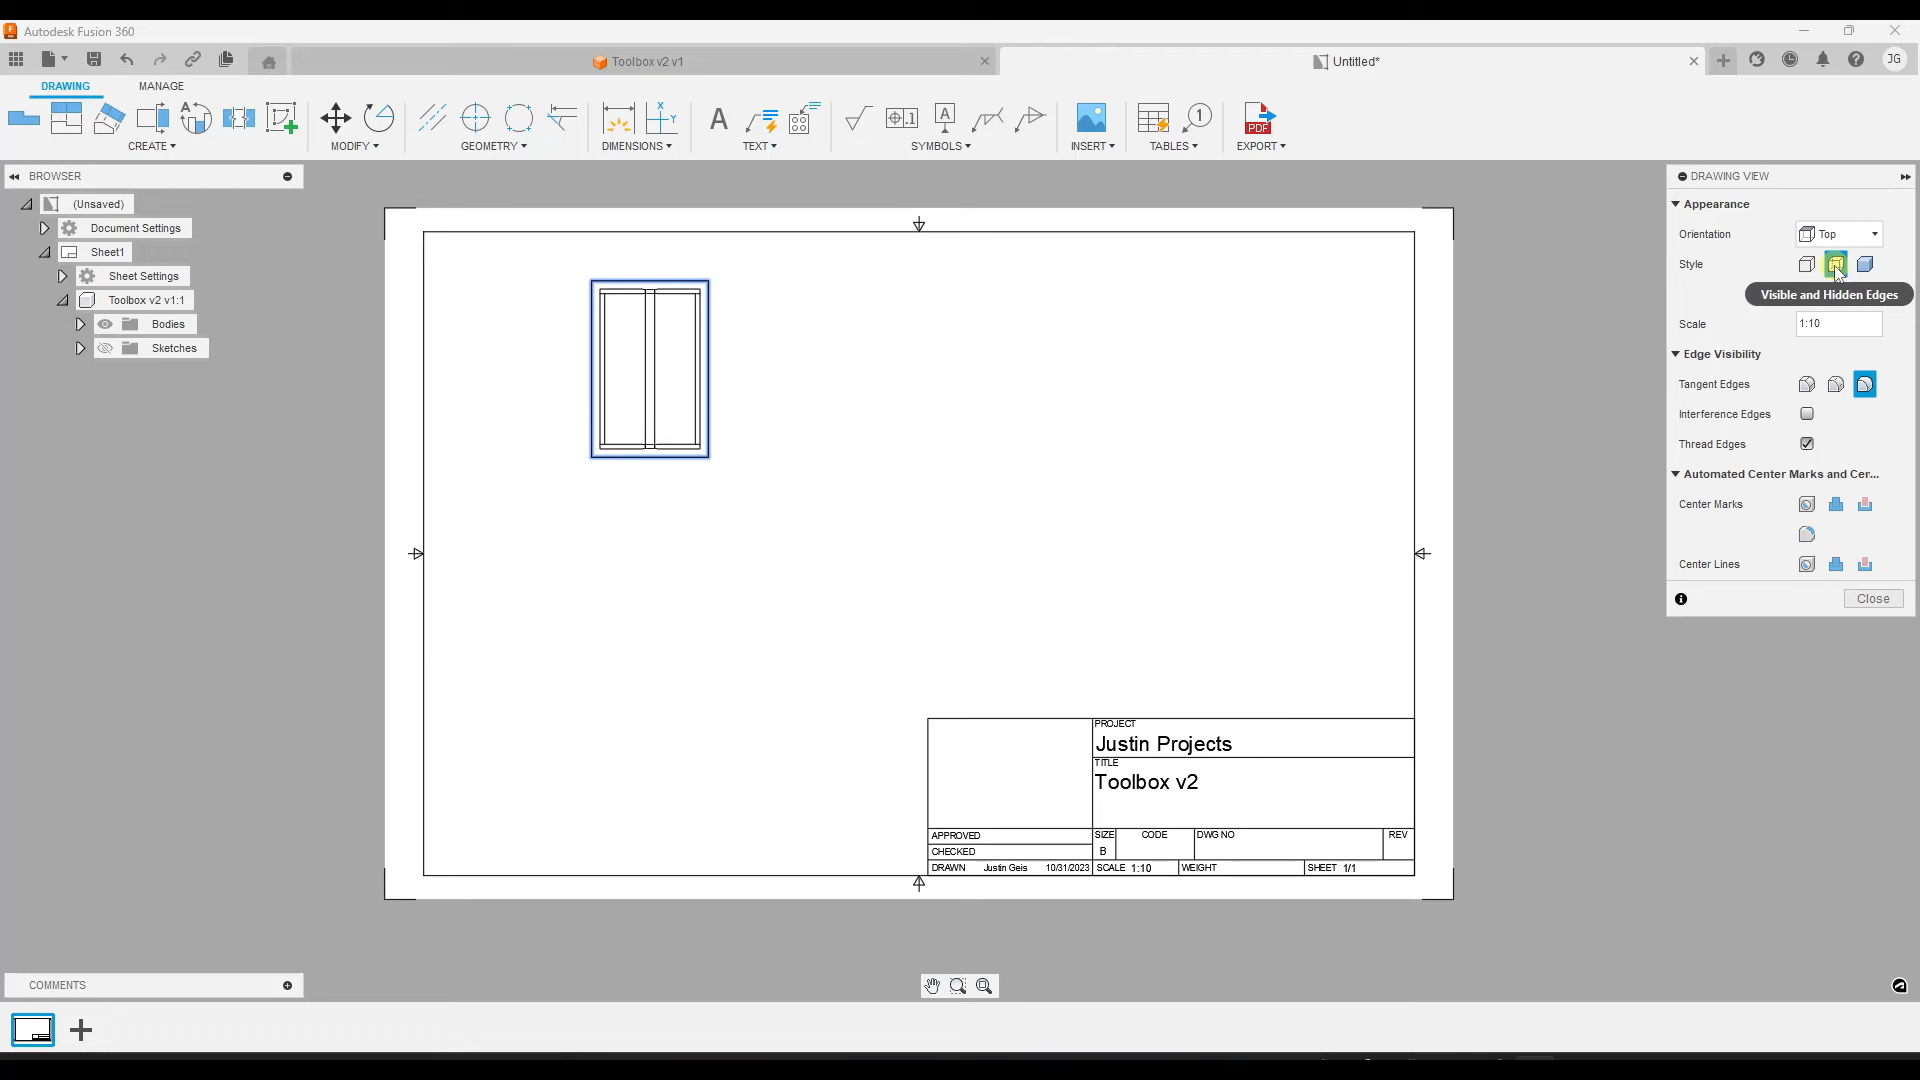 Autodesk Fusion 360
Toolbox v2 v1
Untitled*
JG
DRAWING
MANAGE
CREATE
MODIFY
GEOMETRY
DIMENSIONS
TEXT
SYMBOLS
INSERT
TABLES
EXPORT
BROWSER
(Unsaved)
Document Settings
Sheet1
Sheet Settings
Toolbox v2 v1:1
Bodies
Sketches
DRAWING VIEW
Appearance
Orientation
Top
Style
Visible and Hidden Edges
Scale
1:10
Edge Visibility
Tangent Edges
Interference Edges
Thread Edges
Automated Center Marks and Cer...
Center Marks
Center Lines
Close
PROJECT
Justin Projects
TITLE
Toolbox v2
APPROVED
CHECKED
DRAWN Justin Geis 10/31/2023
SIZE
B
CODE
DWG NO
REV
SCALE 1:10
WEIGHT
SHEET 1/1
COMMENTS